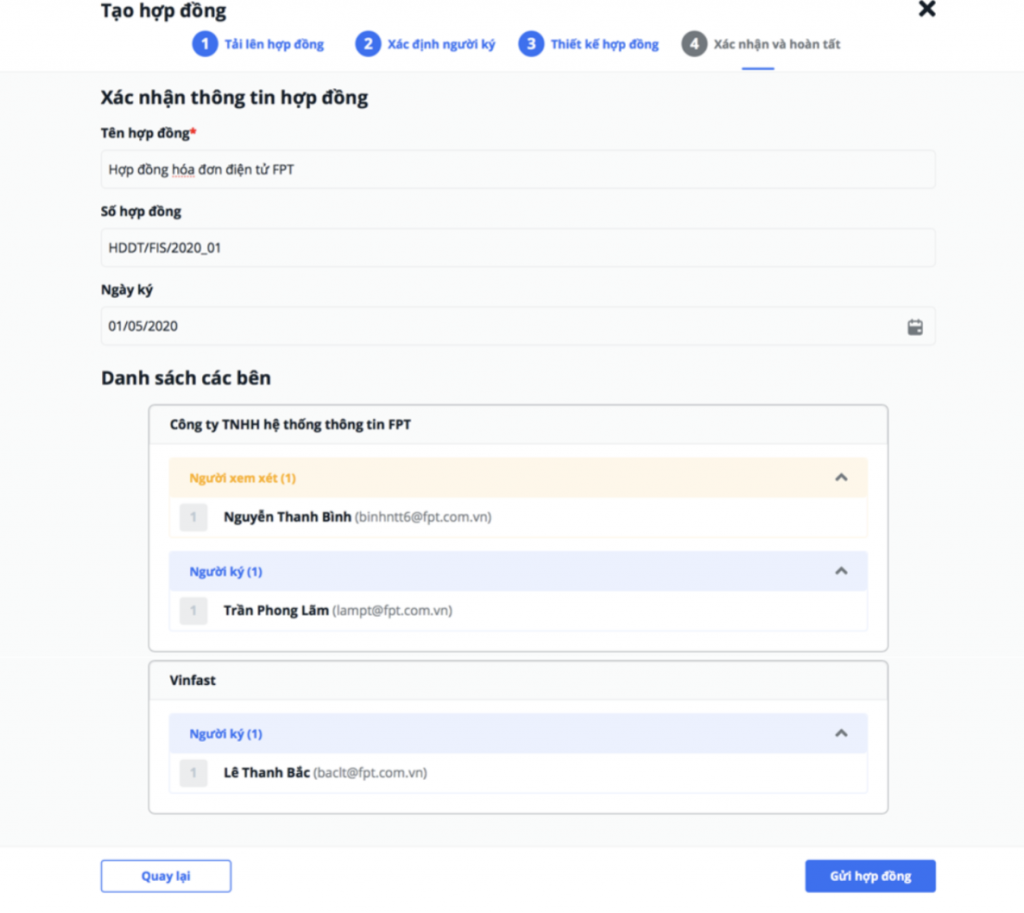 Tạo hợp đồng
1 Tải lên hợp đồng 2 Xác định người ký 3 Thiết kế hợp đồng 4 Xác nhận và hoàn tất
Xác nhận thông tin hợp đồng
Tên hợp đồng*
Hợp đồng hóa đơn điện tử FPT
Số hợp đồng
HDDT/FIS/2020_01
Ngày ký
01/05/2020
Danh sách các bên
Công ty TNHH hệ thống thông tin FPT
Người xem xét (1)
1 Nguyễn Thanh Bình (binhntt6@fpt.com.vn)
Người ký (1)
1 Trần Phong Lãm (lampt@fpt.com.vn)
Vinfast
Người ký (1)
1 Lê Thanh Bắc (baclt@fpt.com.vn)
Quay lại Gửi hợp đồng